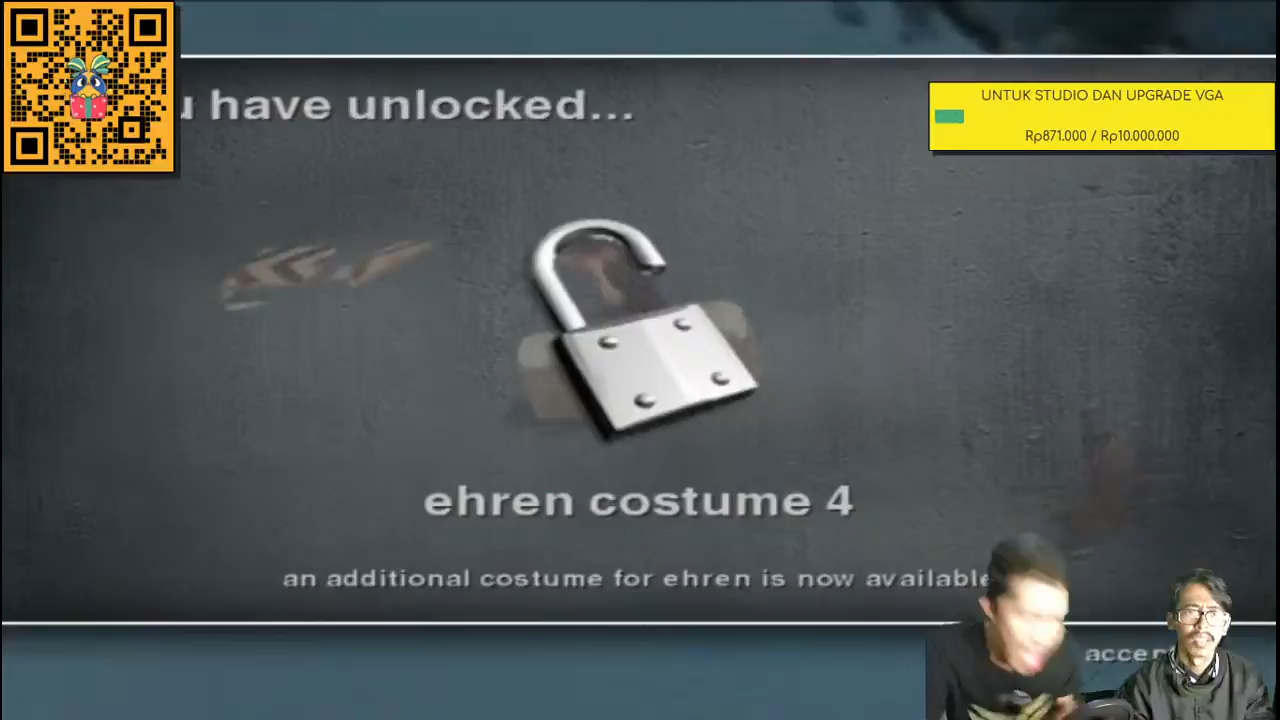 u have unlocked...
UNTUK STUDIO DAN UPGRADE VGA
Rp871.000 / Rp10.000.000
ehren costume 4
an additional costume for ehren is now available
accept